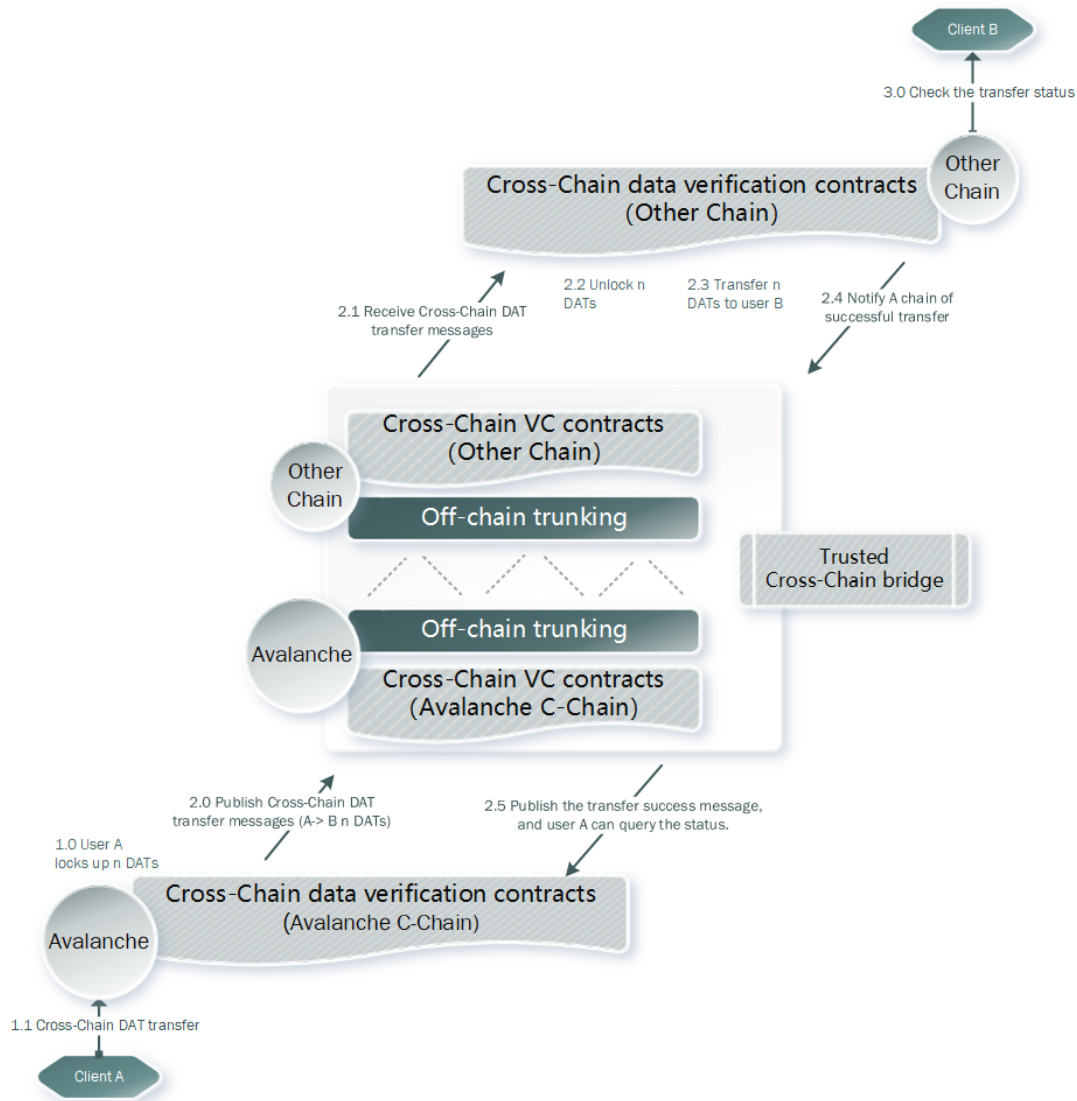 Client B
3.0 Check the transfer status
Other
Chain
Cross-Chain data verification contracts
(Other Chain)
2.2 Unlock n
DATs
2.3 Transfer n
DATs to user B
2.1 Receive Cross-Chain DAT
transfer messages
2.4 Notify A chain of
successful transfer
Cross-Chain VC contracts
(Other Chain)
Other
Chain
Off-chain trunking
Trusted
Cross-Chain bridge
Off-chain trunking
Avalanche
Cross-Chain VC contracts
(Avalanche C-Chain)
2.0 Publish Cross-Chain DAT
transfer messages (A-> B n DATs)
2.5 Publish the transfer success message,
and user A can query the status.
1.0 User A
locks up n DATs
Cross-Chain data verification contracts
(Avalanche C-Chain)
Avalanche
1.1 Cross-Chain DAT transfer
Client A